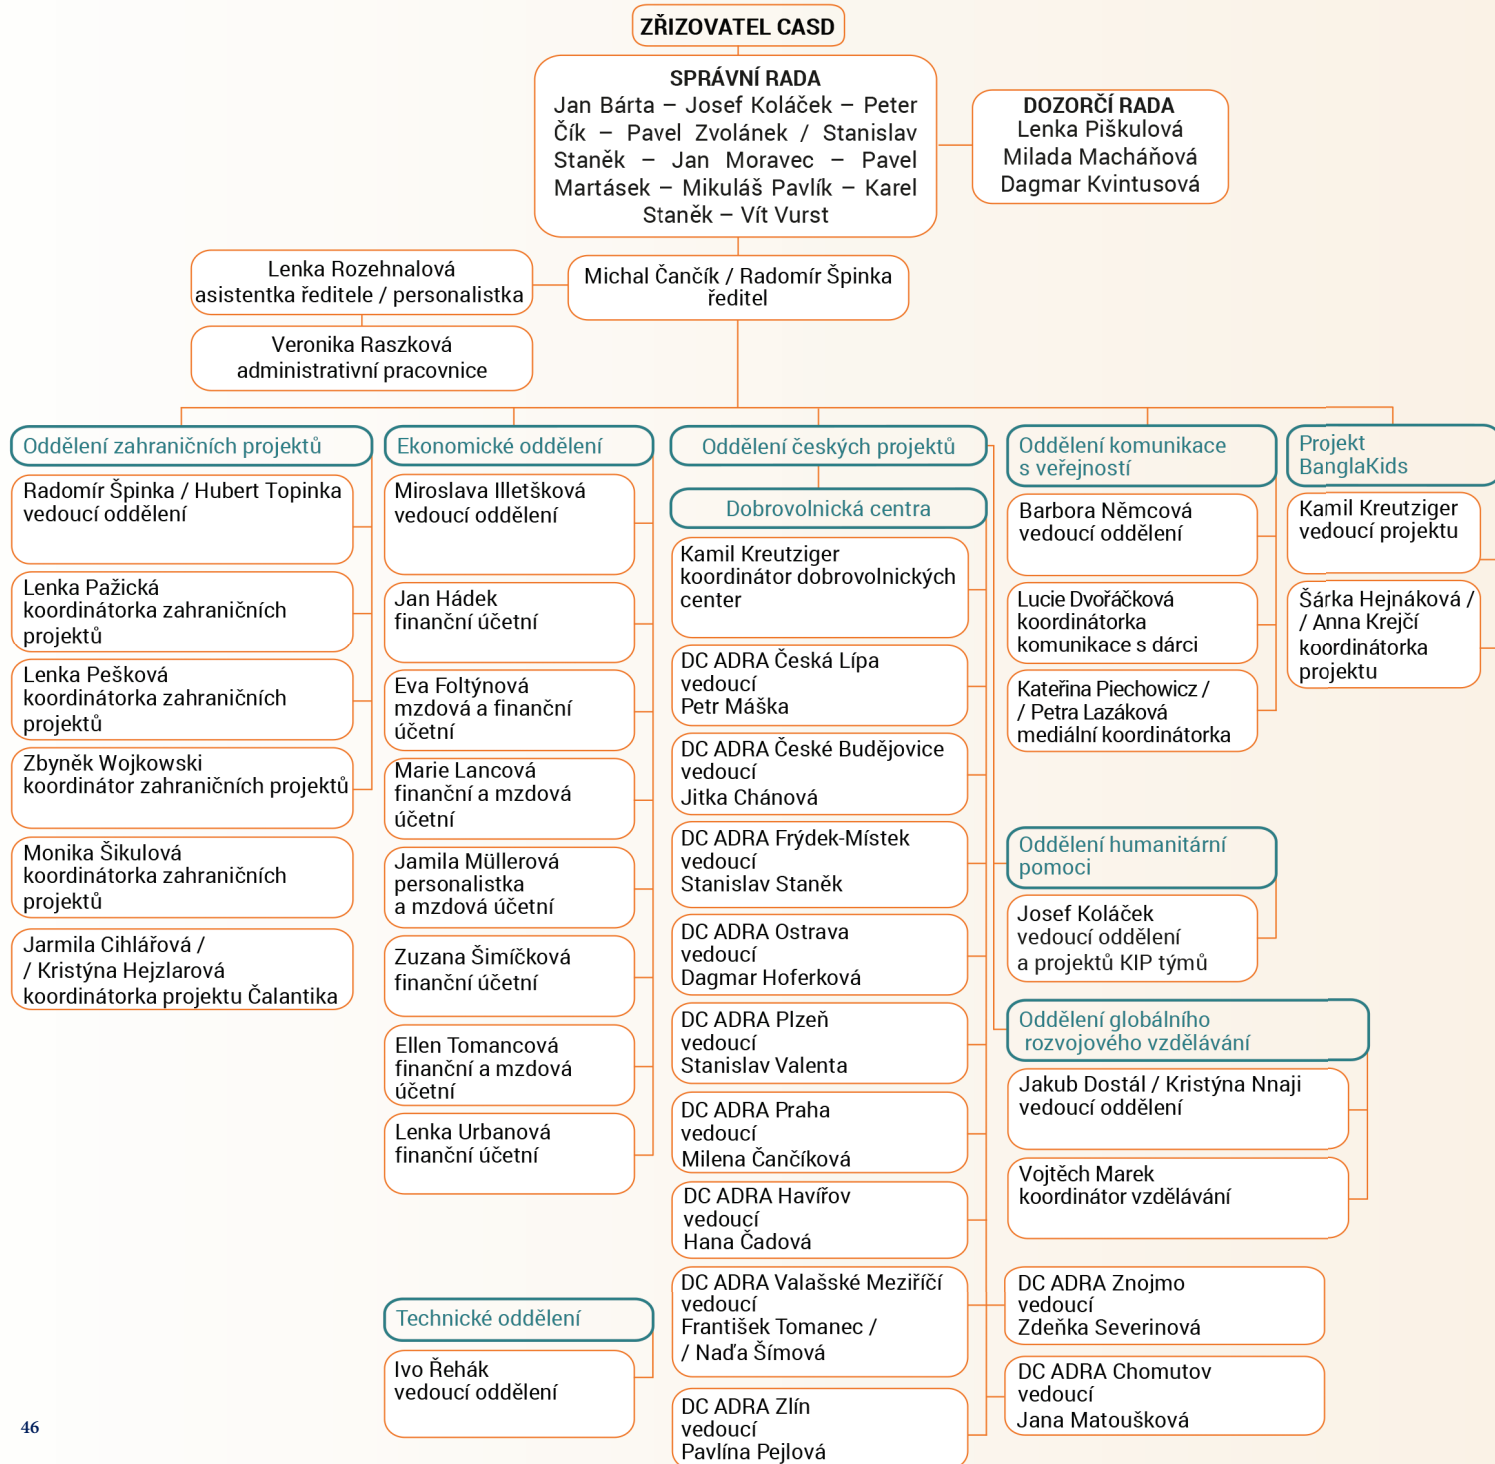 ZŘIZOVATEL CASD
SPRÁVNÍ RADA
Jan Bárta – Josef Koláček – Peter
Čík – Pavel Zvolánek / Stanislav
Staněk – Jan Moravec – Pavel
Martásek – Mikuláš Pavlík – Karel
Staněk – Vít Vurst
DOZORČÍ RADA
Lenka Piškulová
Milada Macháňová
Dagmar Kvintusová
Lenka Rozehnalová
asistentka ředitele / personalistka
Michal Čančík / Radomír Špinka
ředitel
Veronika Raszková
administrativní pracovnice
Oddělení zahraničních projektů
Radomír Špinka / Hubert Topinka
vedoucí oddělení
Lenka Pažická
koordinátorka zahraničních
projektů
Lenka Pešková
koordinátorka zahraničních
projektů
Zbyněk Wojkowski
koordinátor zahraničních projektů
Monika Šikulová
koordinátorka zahraničních
projektů
Jarmila Cihlářová /
/ Kristýna Hejzlarová
koordinátorka projektu Čalantika
Ekonomické oddělení
Miroslava Illetšková
vedoucí oddělení
Jan Hádek
finanční účetní
Eva Foltýnová
mzdová a finanční
účetní
Marie Lancová
finanční a mzdová
účetní
Jamila Müllerová
personalistka
a mzdová účetní
Zuzana Šimíčková
finanční účetní
Ellen Tomancová
finanční a mzdová
účetní
Lenka Urbanová
finanční účetní
Technické oddělení
Ivo Řehák
vedoucí oddělení
Oddělení českých projektů
Dobrovolnická centra
Kamil Kreutziger
koordinátor dobrovolnických
center
DC ADRA Česká Lípa
vedoucí
Petr Máška
DC ADRA České Budějovice
vedoucí
Jitka Chánová
DC ADRA Frýdek-Místek
vedoucí
Stanislav Staněk
DC ADRA Ostrava
vedoucí
Dagmar Hoferková
DC ADRA Plzeň
vedoucí
Stanislav Valenta
DC ADRA Praha
vedoucí
Milena Čančíková
DC ADRA Havířov
vedoucí
Hana Čadová
DC ADRA Valašské Meziříčí
vedoucí
František Tomanec /
/ Naďa Šímová
DC ADRA Zlín
vedoucí
Pavlína Pejlová
Oddělení komunikace
s veřejností
Barbora Němcová
vedoucí oddělení
Lucie Dvořáčková
koordinátorka
komunikace s dárci
Kateřina Piechowicz /
/ Petra Lazáková
mediální koordinátorka
Oddělení humanitární
pomoci
Josef Koláček
vedoucí oddělení
a projektů KIP týmů
Oddělení globálního
rozvojového vzdělávání
Jakub Dostál / Kristýna Nnaji
vedoucí oddělení
Vojtěch Marek
koordinátor vzdělávání
DC ADRA Znojmo
vedoucí
Zdeňka Severinová
DC ADRA Chomutov
vedoucí
Jana Matoušková
Projekt
BanglaKids
Kamil Kreutziger
vedoucí projektu
Šárka Hejnáková /
/ Anna Krejčí
koordinátorka
projektu
46